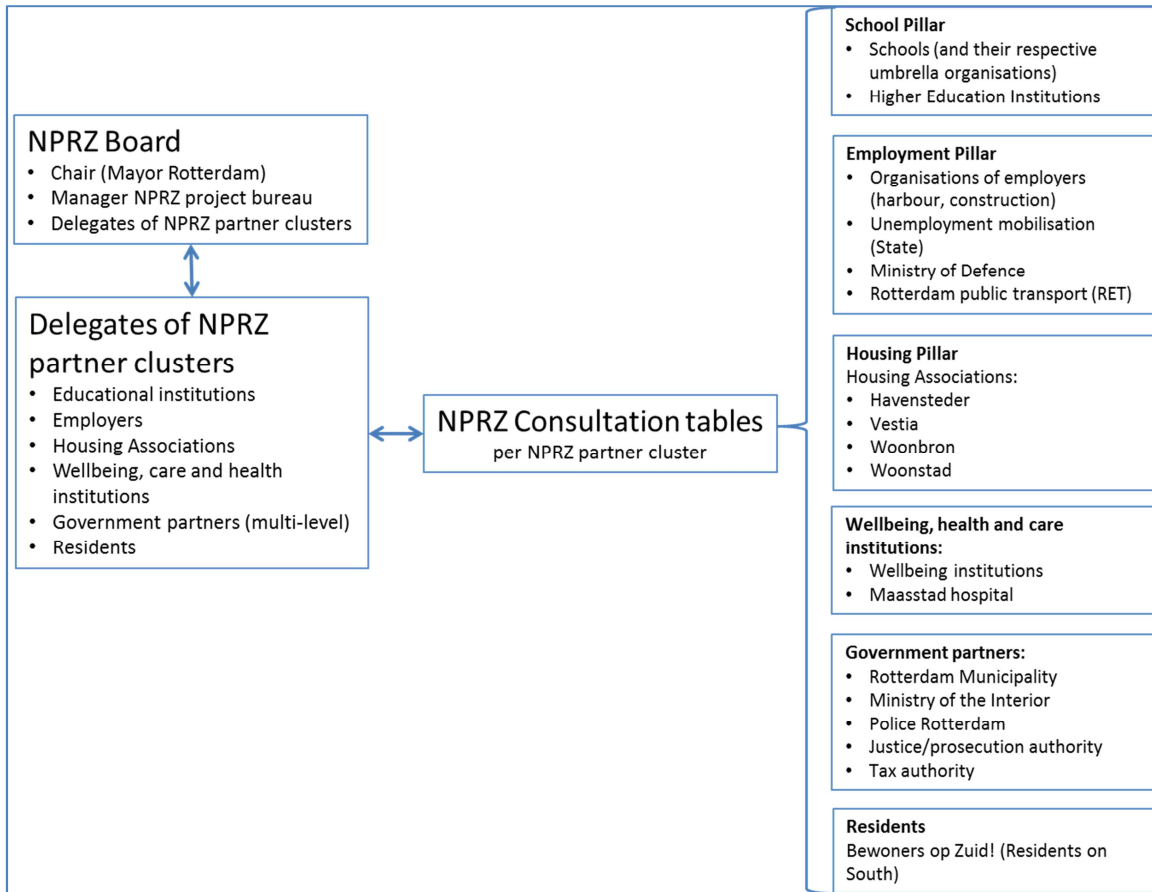 NPRZ Board
• Chair (Mayor Rotterdam)
• Manager NPRZ project bureau
• Delegates of NPRZ partner clusters
Delegates of NPRZ
partner clusters
• Educational institutions
• Employers
• Housing Associations
• Wellbeing, care and health
institutions
• Government partners (multi-level)
• Residents
NPRZ Consultation tables
per NPRZ partner cluster
School Pillar
• Schools (and their respective
umbrella organisations)
• Higher Education Institutions
Employment Pillar
• Organisations of employers
(harbour, construction)
• Unemployment mobilisation
(State)
• Ministry of Defence
• Rotterdam public transport (RET)
Housing Pillar
Housing Associations:
• Havensteder
• Vestia
• Woonbron
• Woonstad
Wellbeing, health and care
institutions:
• Wellbeing institutions
• Maasstad hospital
Government partners:
• Rotterdam Municipality
• Ministry of the Interior
• Police Rotterdam
• Justice/prosecution authority
• Tax authority
Residents
Bewoners op Zuid! (Residents on
South)